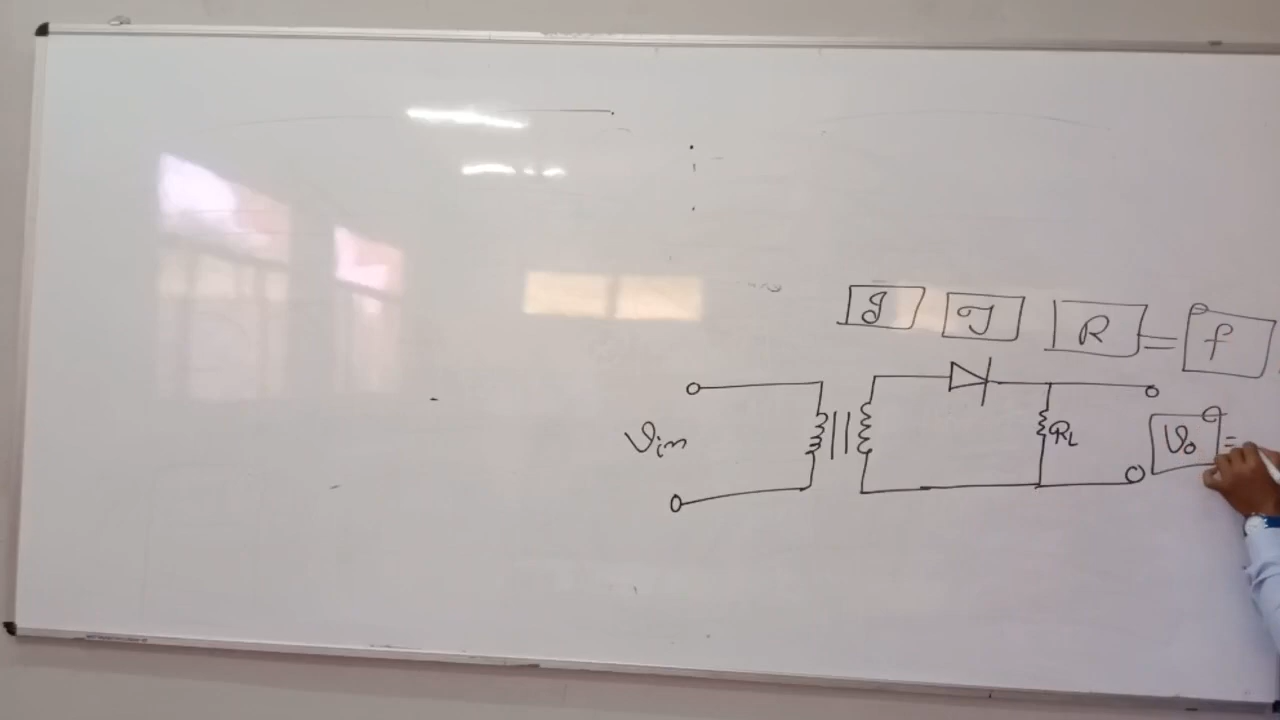 R = f
Vin
RL
Vo =